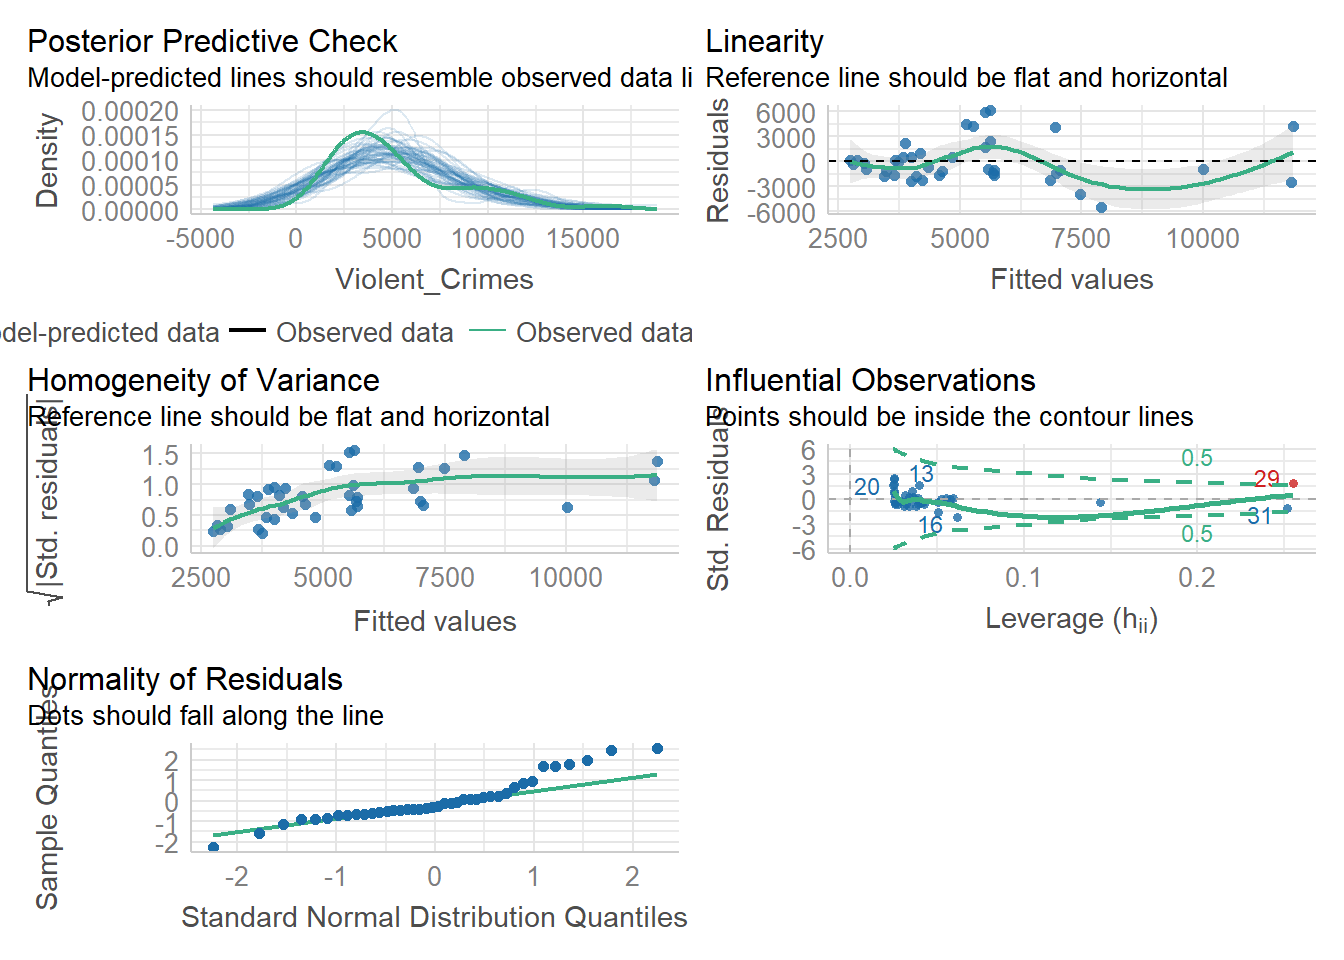 Posterior Predictive Check
Model-predicted lines should resemble observed data li
Density
0.00020
0.00015
0.00010
0.00005
0.00000
-5000 0 5000 10000 15000
Violent_Crimes
del-predicted data Observed data Observed data
Linearity
Reference line should be flat and horizontal
Residuals
6000
3000
0
-3000
-6000
2500 5000 7500 10000
Fitted values
Homogeneity of Variance
Reference line should be flat and horizontal
√|Std. residuals|
1.5
1.0
0.5
0.0
2500 5000 7500 10000
Fitted values
Influential Observations
Points should be inside the contour lines
Std. Residuals
6
3
0
-3
-6
0.5
13
29
20
16
31
0.5
0.0 0.1 0.2
Leverage (hii)
Normality of Residuals
Dots should fall along the line
Sample Quantiles
2
1
0
-1
-2
-2 -1 0 1 2
Standard Normal Distribution Quantiles